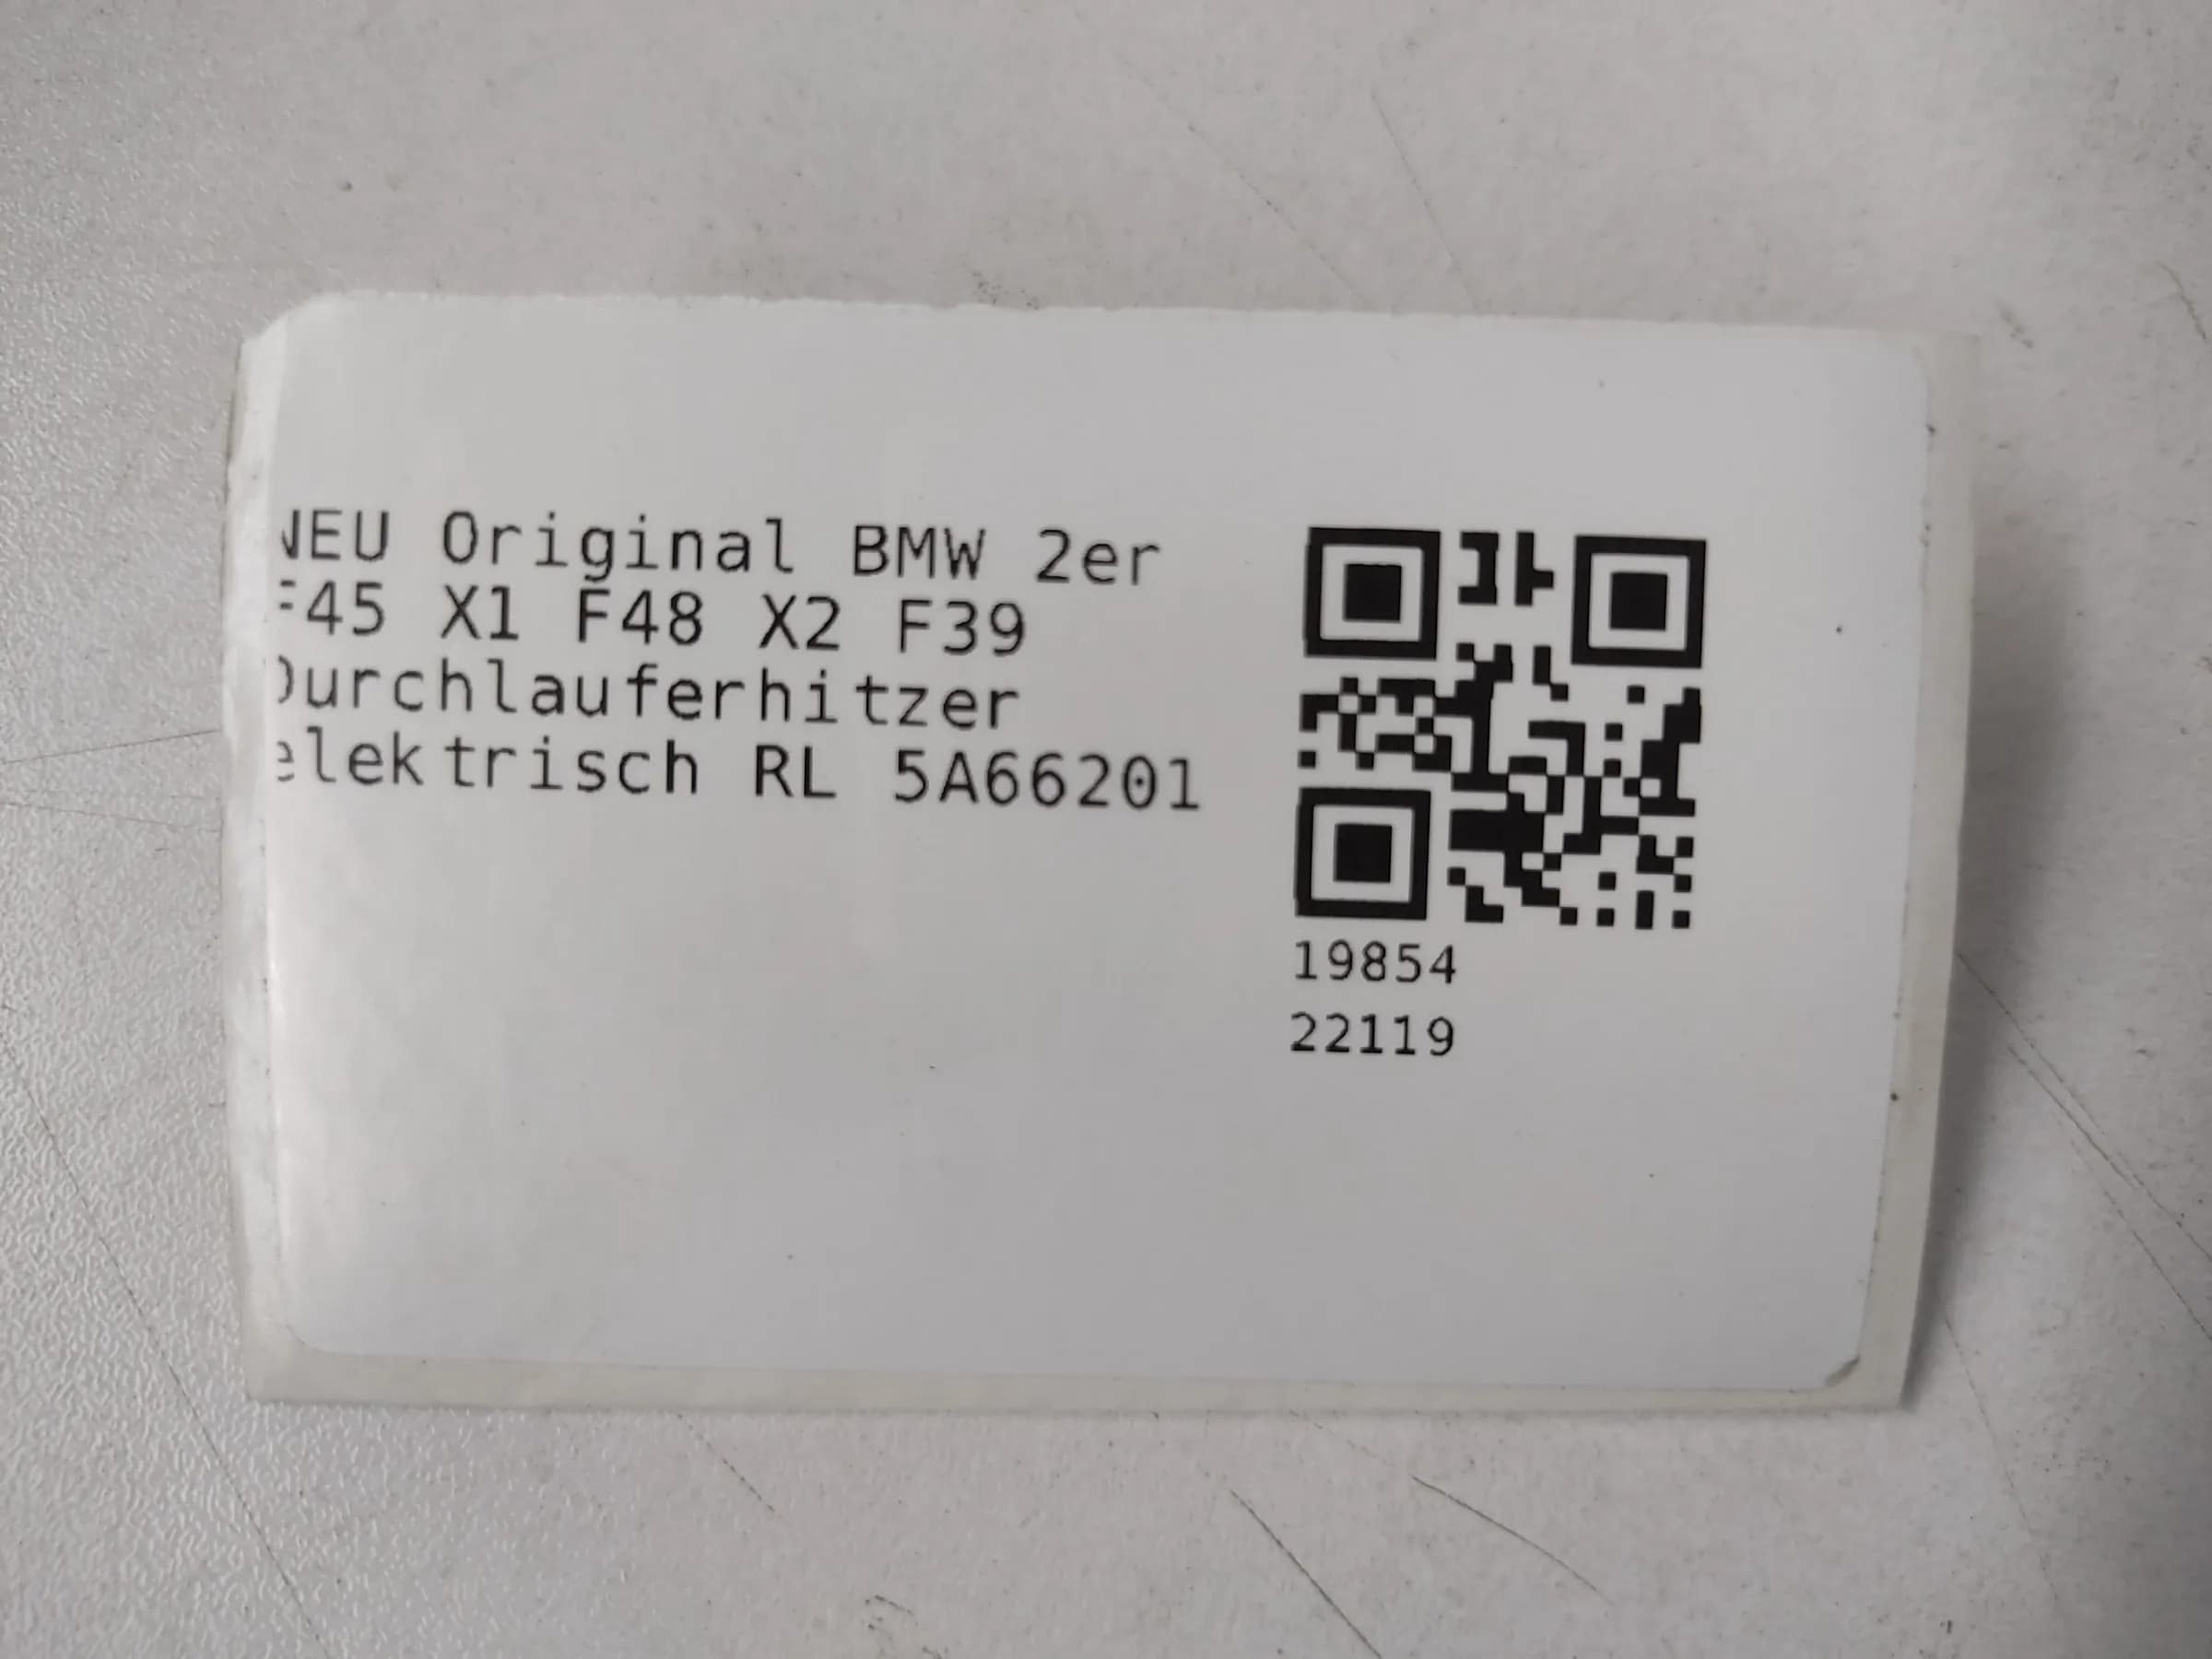 NEU Original BMW 2er
F45 X1 F48 X2 F39
Durchlauferhitzer
elektrisch RL 5A66201
19854
22119